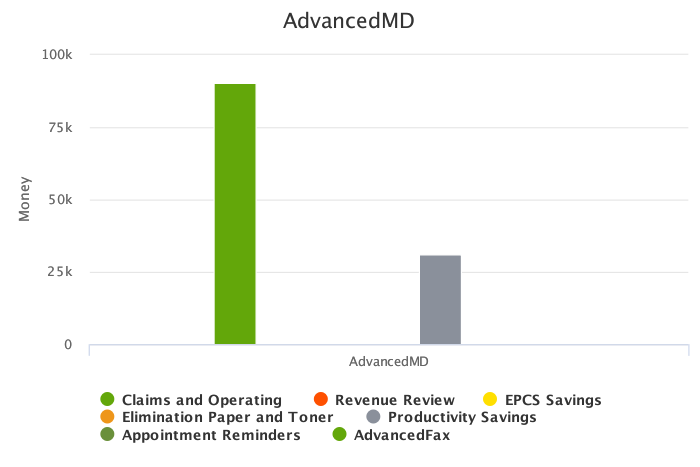 AdvancedMD
100k
75k
50k
25k
0
Money
AdvancedMD
Claims and Operating Revenue Review EPCS Savings
Elimination Paper and Toner Productivity Savings
Appointment Reminders AdvancedFax